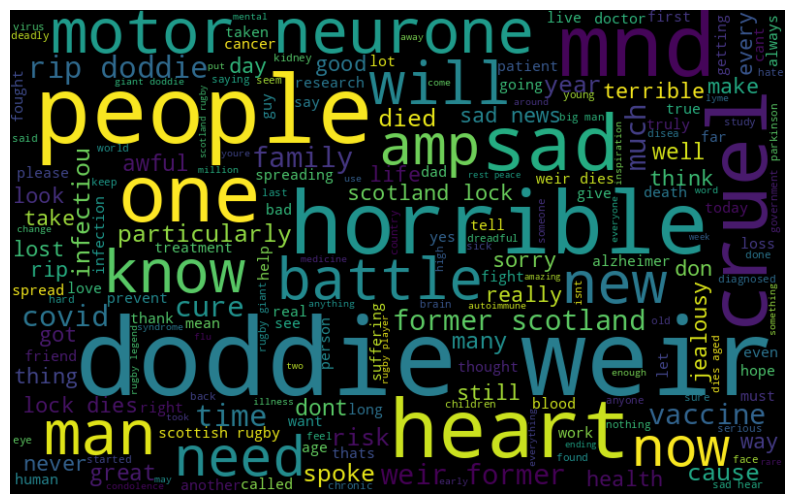 mental
motor neurone
mnd
virus
deadly
taken
cancer
kidney
away
live
doctor
first
getting
cant
always
hate
rip doddie
giant doddie
put
saying
seem
day
good
lot
research
say
guy
patient
going
come
will
year
young
around
every
terrible
make
true
lyme
fought
said
people
scotland rugby
youre
million
world
died
sad news
big man
truly
far
study
disea
parkinson
please
keep
change
look
awful
family
spreading
life
dad
amp
sad
inspiration
much
well
think
cruel
one
last
use
rest peace
weir dies
scotland lock
give
death
word
today
government
take
infectiou
infection
particularly
bad
help
horrible
yes
tell
dreadful
someone
everyone
week
loss
done
lost
rip
spread
love
hard
treatment
know
prevent
battle
sorry
country
high
sick
fight
alzheimer
don
diagnosed
new
covid
cure
medicine
anything
brain
really
amazing
isnt
autoimmune
something
thank
mean
real
see
rugby giant
person
former scotland
jealousy
got
friend
syndrome
flu
rugby legend
two
suffering
rugby player
many
thought
old
let
enough
dies aged
even
hope
thing
doddie weir
lock dies
right
back
took
time
illness
want
dont
long
still
heart
children
everything
blood
anyone
nothing
sure
must
serious
vaccine
man
scottish rugby
feel
age
thats
risk
work
ending
found
now
face
rare
way
eye
human
never
started
may
condolence
great
another
need
called
chronic
spoke
weir former
early
health
cause
sad hear